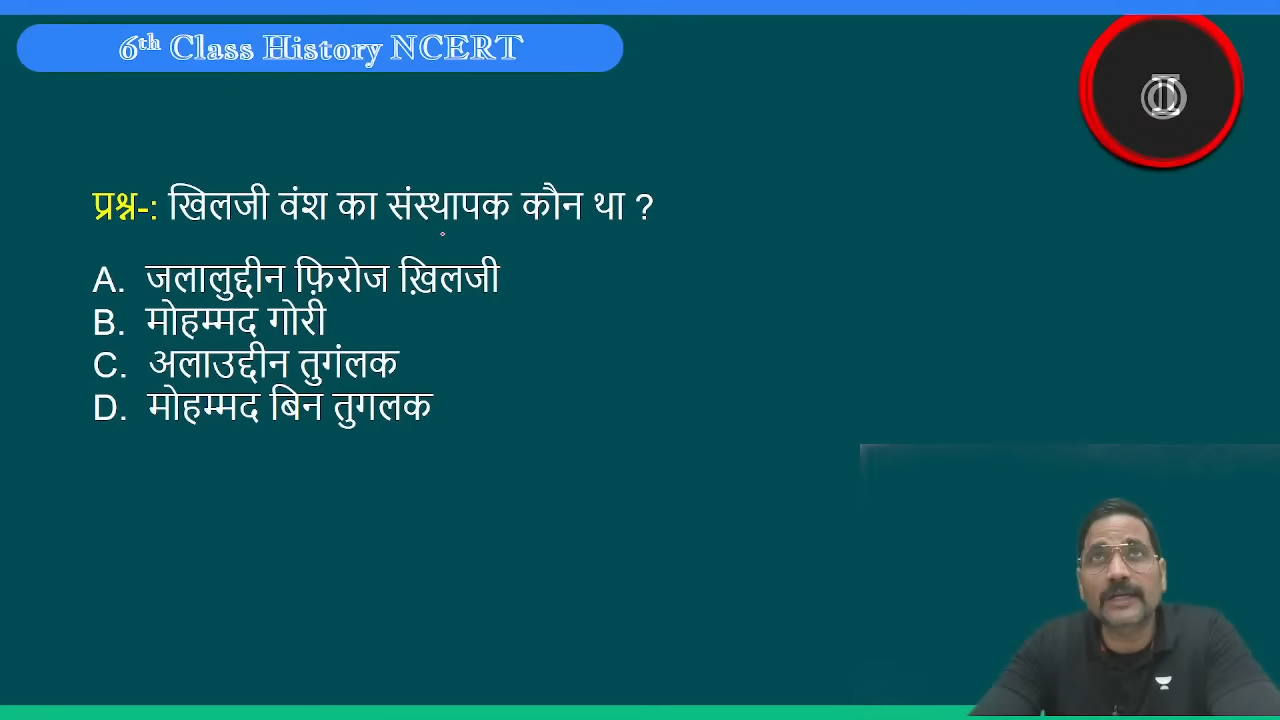 6th Class History NCERT
प्रश्न-: खिलजी वंश का संस्थापक कौन था ?
A. जलालुद्दीन फ़िरोज ख़िलजी
B. मोहम्मद गोरी
C. अलाउद्दीन तुगंलक
D. मोहम्मद बिन तुगलक